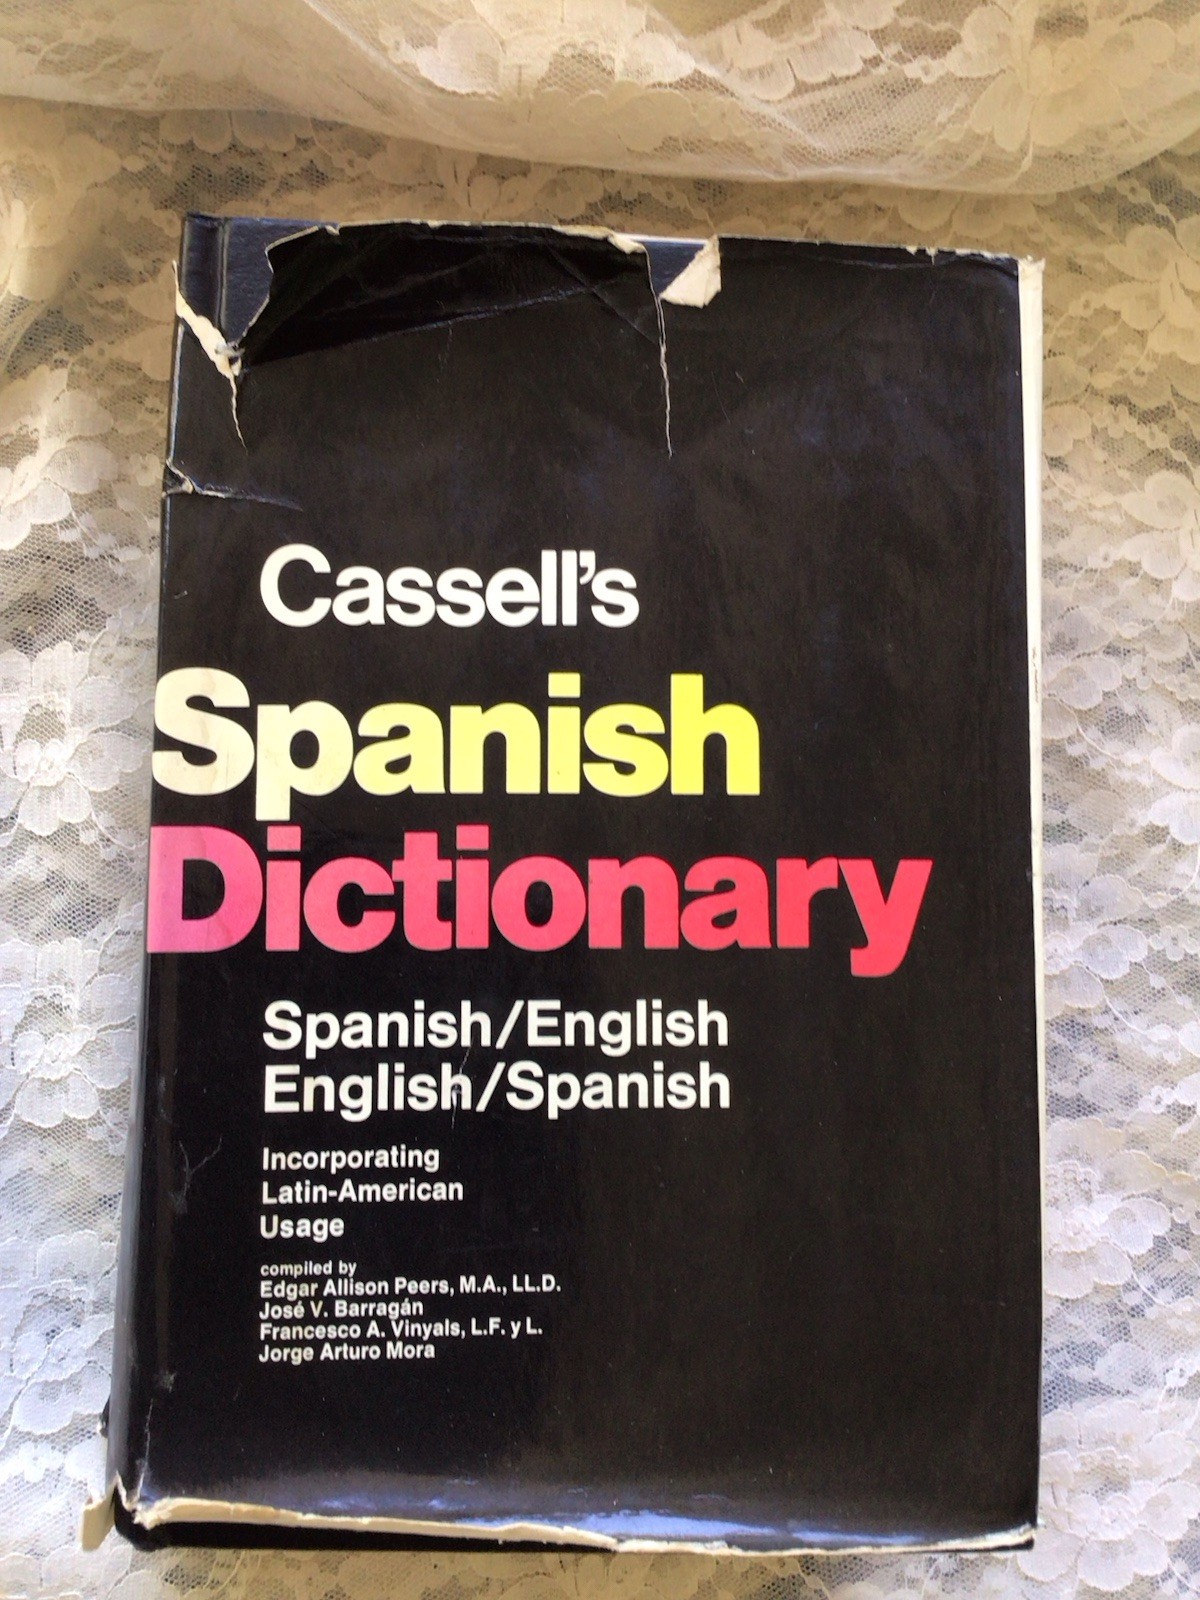 Cassell's
Spanish
Dictionary
Spanish/English
English/Spanish
Incorporating
Latin-American
Usage
compiled by
Edgar Allison Peers, M.A., LL.D.
José V. Barragán
Francesco A. Vinyals, L.F. y L.
Jorge Arturo Mora